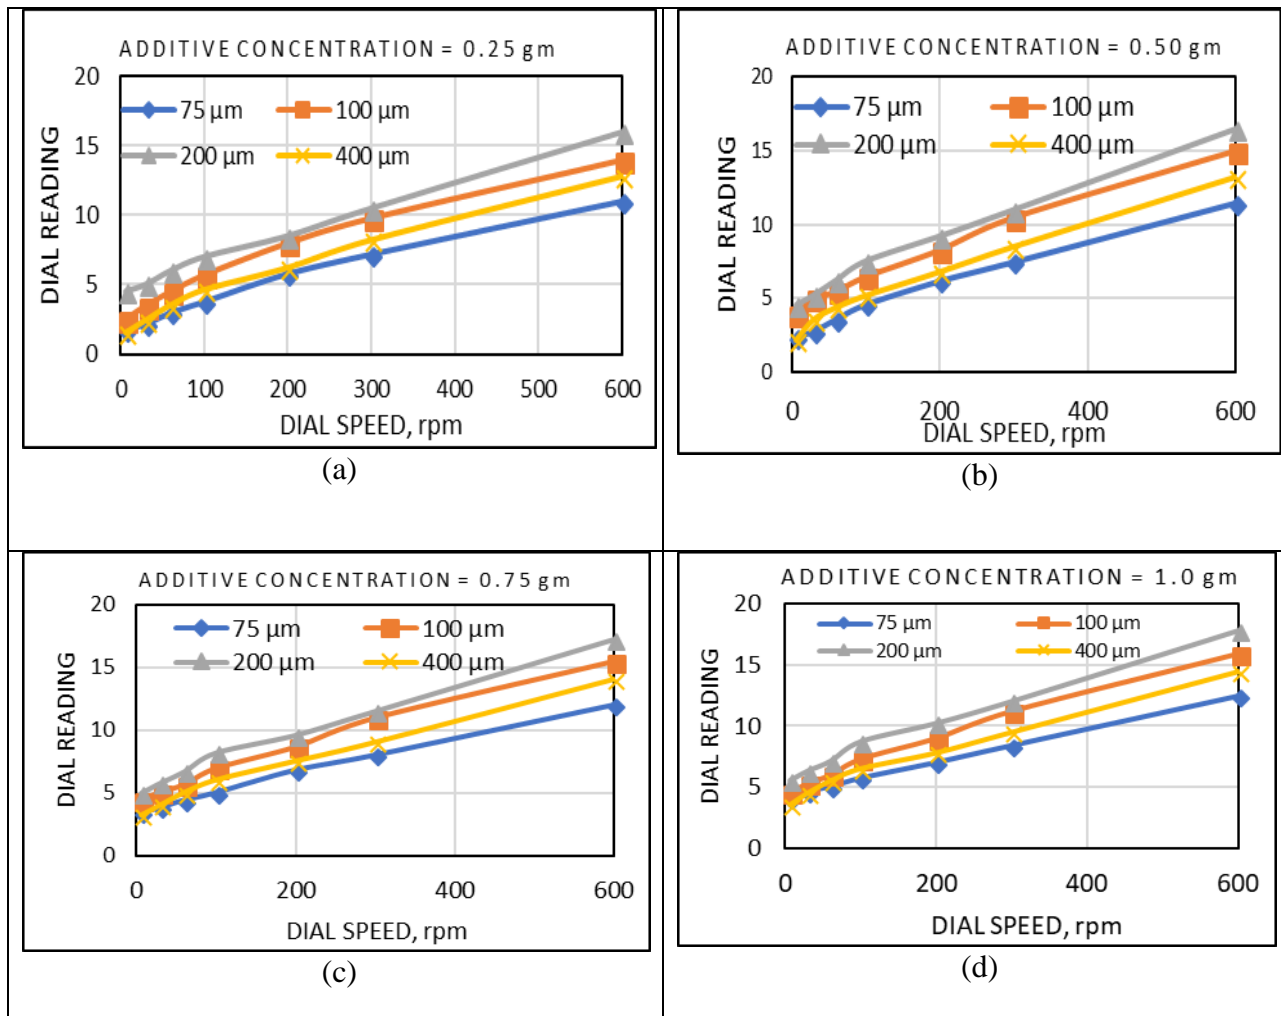 ADDITIVE CONCENTRATION = 0.25 gm
20
15
10
5
0
DIAL READING
75 µm
100 µm
200 µm
400 µm
0 100 200 300 400 500 600
DIAL SPEED, rpm
(a)
ADDITIVE CONCENTRATION = 0.50 gm
20
15
10
5
0
DIAL READING
75 µm
100 µm
200 µm
400 µm
0 200 400 600
DIAL SPEED, rpm
(b)
ADDITIVE CONCENTRATION = 0.75 gm
20
15
10
5
0
DIAL READING
75 µm
100 µm
200 µm
400 µm
0 200 400 600
DIAL SPEED, rpm
(c)
ADDITIVE CONCENTRATION = 1.0 gm
20
15
10
5
0
DIAL READING
75 µm
100 µm
200 µm
400 µm
0 200 400 600
DIAL SPEED, rpm
(d)